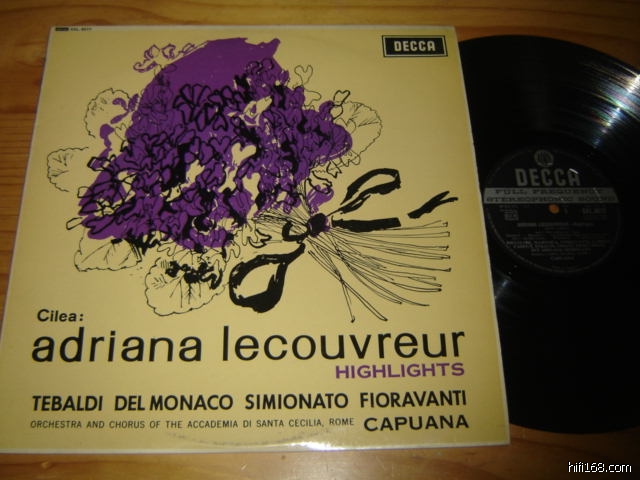 DECCA
Cilea:
adriana lecouvreur
HIGHLIGHTS
TEBALDI DEL MONACO SIMIONATO FIORAVANTI
ORCHESTRA AND CHORUS OF THE ACCADEMIA DI SANTA CECILIA, ROME CAPUANA
DECCA
FULL FREQUENCY
STEREOPHONIC SOUND
hifi168.com